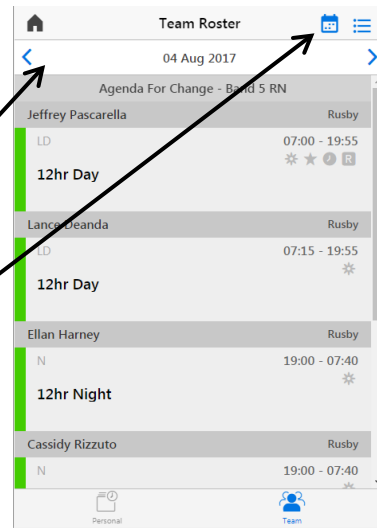 Team Roster
04 Aug 2017
Agenda For Change - Band 5 RN
Jeffrey Pascarella Rusby
LD 07:00 - 19:55
R
12hr Day
Lance Deanda Rusby
LD 07:15 - 19:55
12hr Day
Ellan Harney Rusby
N 19:00 - 07:40
12hr Night
Cassidy Rizzuto Rusby
N 19:00 - 07:40
Personal Team